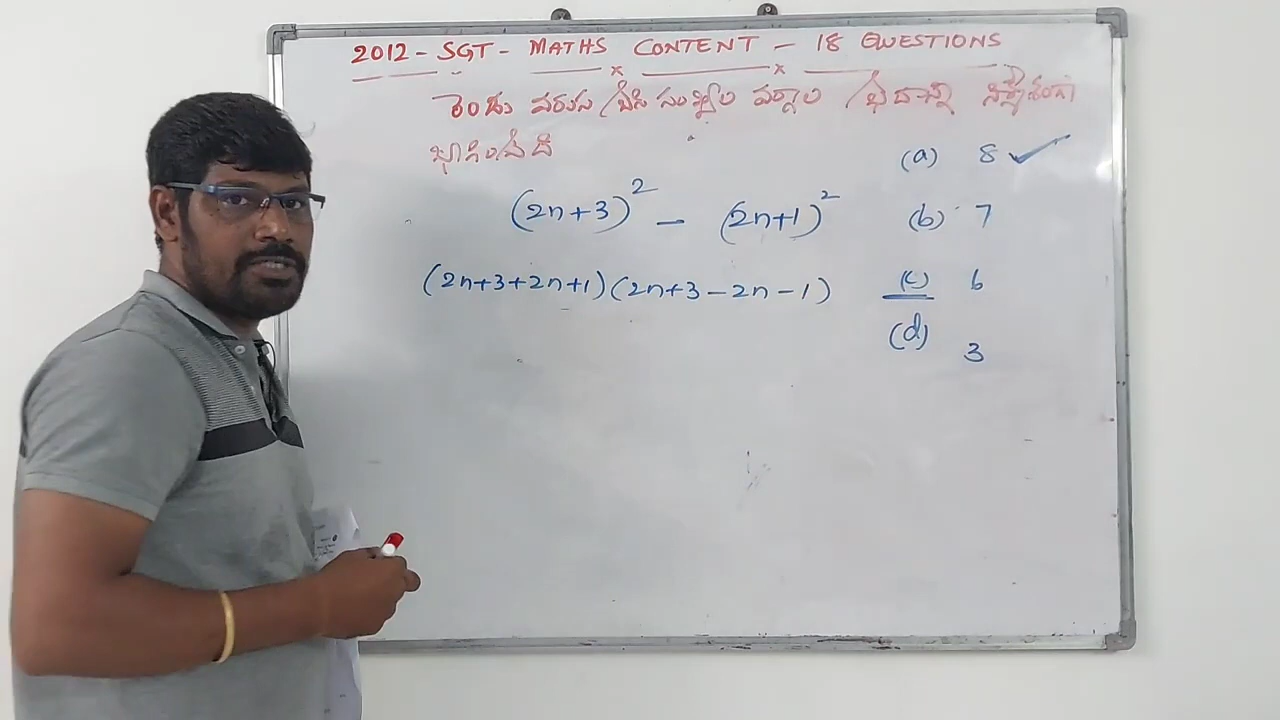 2012 - SGT - MATHS CONTENT - 18 QUESTIONS
రెండు వరుస బేసి సంఖ్యల వర్గాల భేదాన్ని నిశ్శేషంగా
భాగించేది
(a) 8 ✓
(2n+3)² - (2n+1)²
(b) 7
(2n+3+2n+1)(2n+3-2n-1)
(c) 6
(d) 3